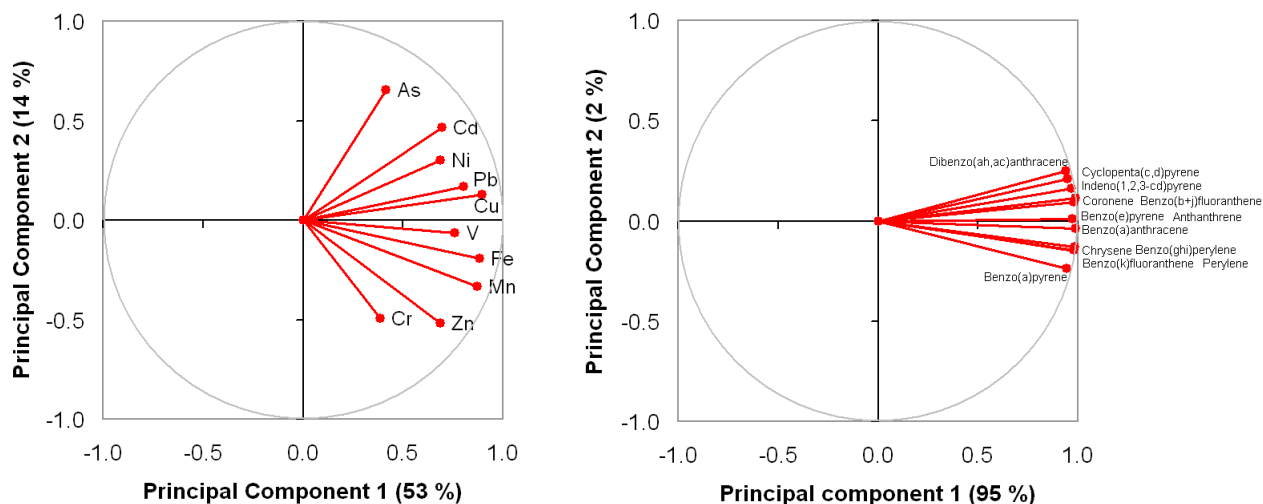 1.0
0.5
0.0
-0.5
-1.0
Principal Component 2 (14 %)
As
Cd
Ni
Pb
Cu
V
Fe
Mn
Cr
Zn
-1.0 -0.5 0.0 0.5 1.0
Principal Component 1 (53 %)
1.0
0.5
0.0
-0.5
-1.0
Principal Component 2 (2 %)
Dibenzo(ah,ac)anthracene
Cyclopenta(c,d)pyrene
Indeno(1,2,3-cd)pyrene
Coronene Benzo(b+j)fluoranthene
Benzo(e)pyrene Anthanthrene
Benzo(a)anthracene
Chrysene Benzo(ghi)perylene
Benzo(k)fluoranthene Perylene
Benzo(a)pyrene
-1.0 -0.5 0.0 0.5 1.0
Principal component 1 (95 %)